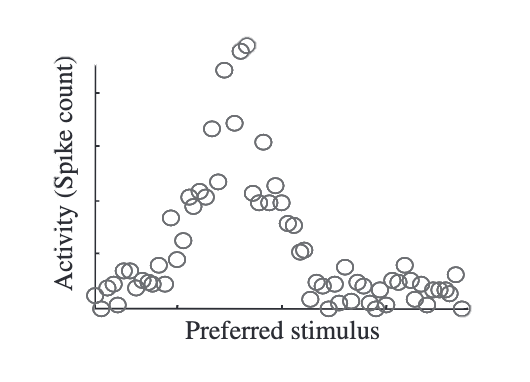 Activity (Spike count)
Preferred stimulus